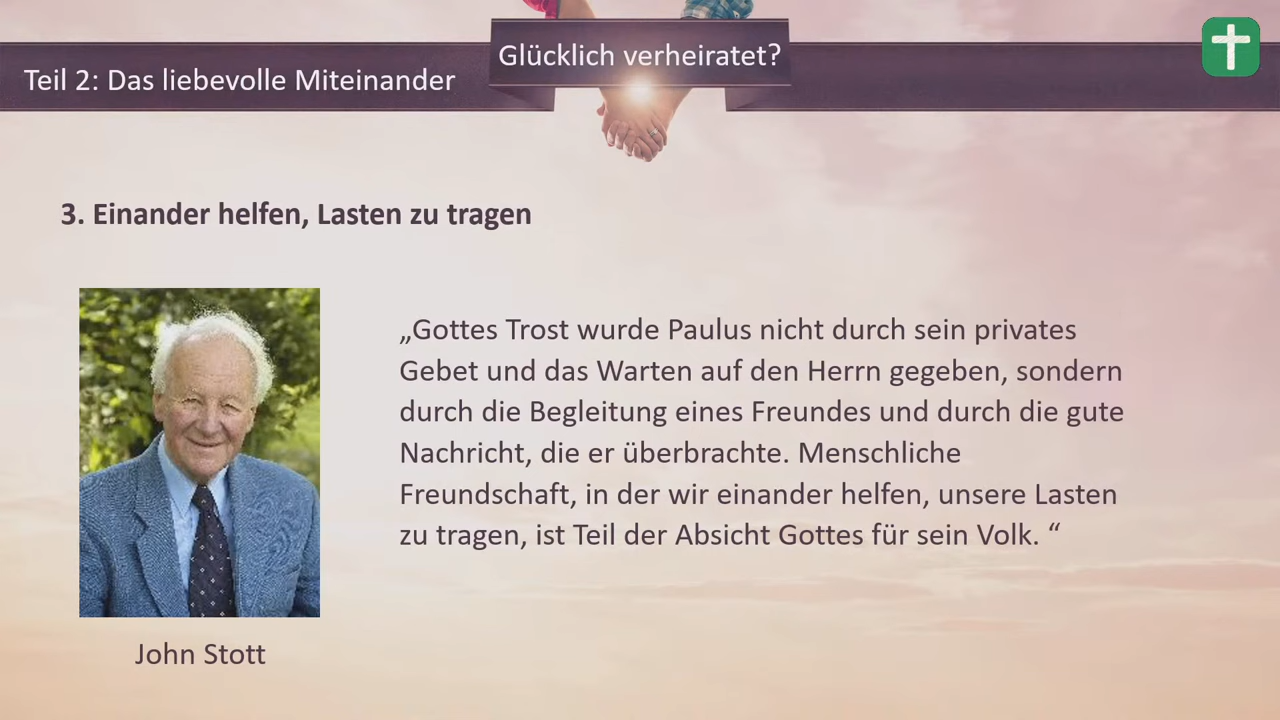 Glücklich verheiratet?
Teil 2: Das liebevolle Miteinander
3. Einander helfen, Lasten zu tragen
„Gottes Trost wurde Paulus nicht durch sein privates
Gebet und das Warten auf den Herrn gegeben, sondern
durch die Begleitung eines Freundes und durch die gute
Nachricht, die er überbrachte. Menschliche
Freundschaft, in der wir einander helfen, unsere Lasten
zu tragen, ist Teil der Absicht Gottes für sein Volk. “
John Stott